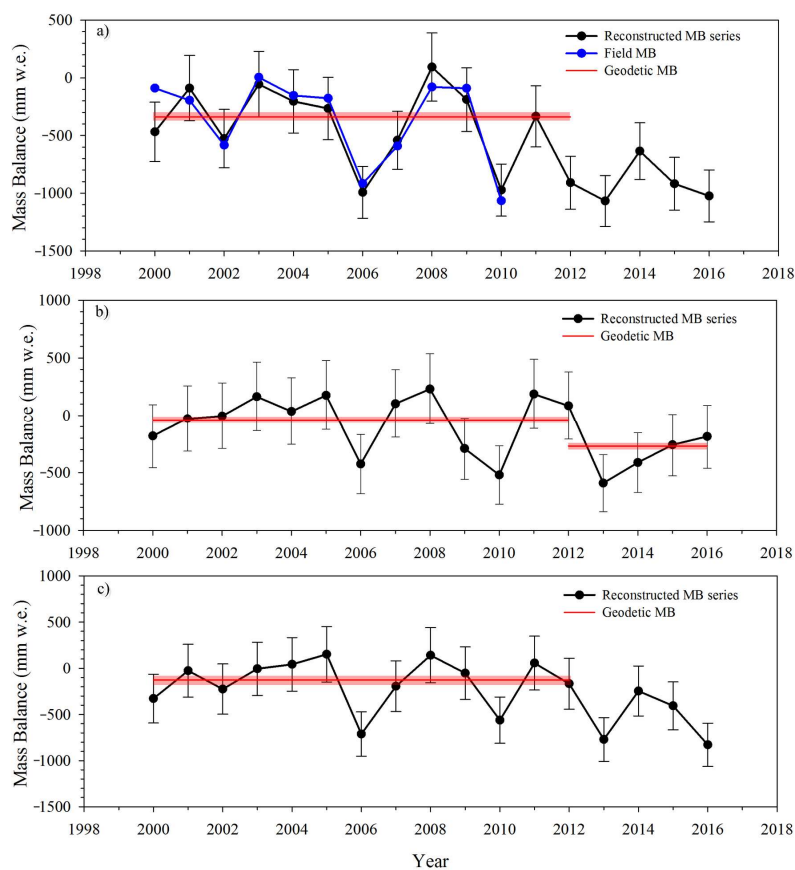 a)
Reconstructed MB series
Field MB
Geodetic MB
Mass Balance (mm w.e.)
500
0
-500
-1000
-1500
1998 2000 2002 2004 2006 2008 2010 2012 2014 2016 2018
b)
Reconstructed MB series
Geodetic MB
Mass Balance (mm w.e.)
1000
500
0
-500
-1000
1998 2000 2002 2004 2006 2008 2010 2012 2014 2016 2018
c)
Reconstructed MB series
Geodetic MB
Mass Balance (mm w.e.)
1000
500
0
-500
-1000
-1500
1998 2000 2002 2004 2006 2008 2010 2012 2014 2016 2018
Year